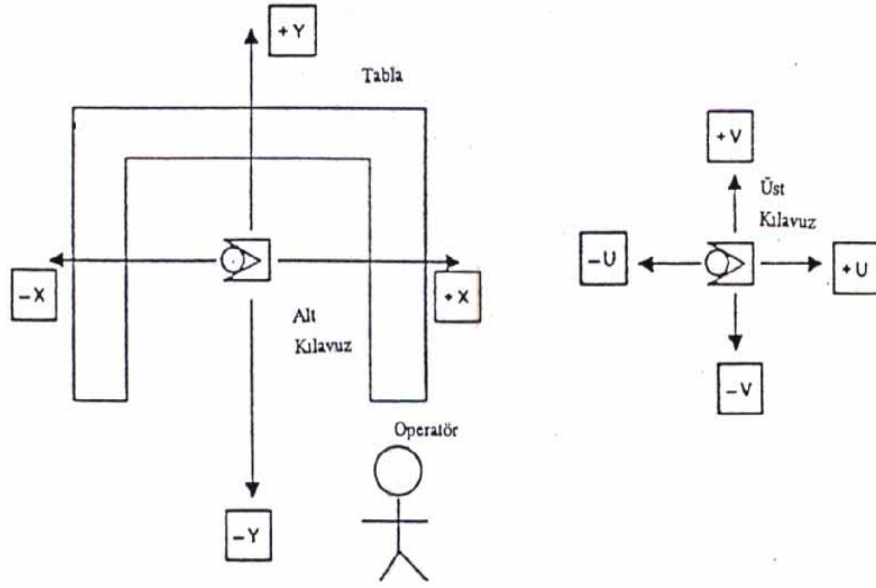 +Y
Tabla
+V
Üst
Kılavuz
-U
+U
-X
+X
Alt
Kılavuz
-V
Operatör
-Y